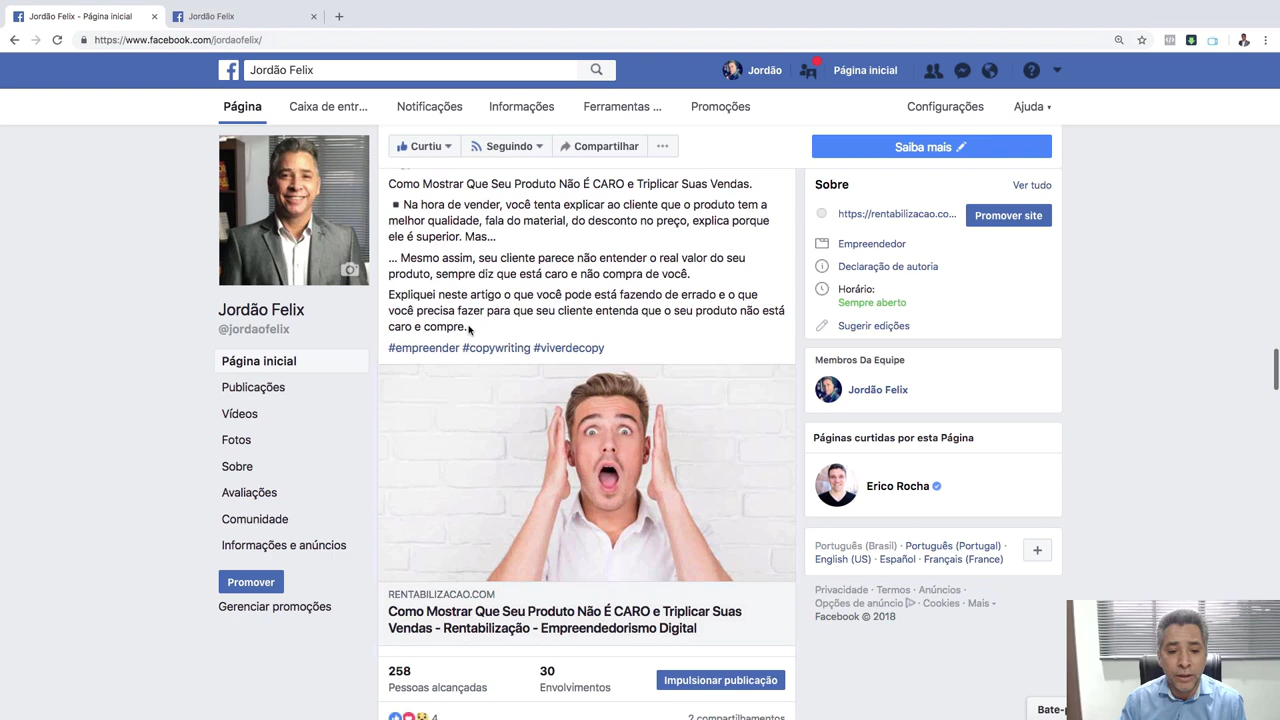 Jordão Felix - Página inicial
Jordão Felix
https://www.facebook.com/jordaofelix/
Jordão Felix
Jordão
Página inicial
Página
Caixa de entr...
Notificações
Informações
Ferramentas ...
Promoções
Configurações
Ajuda
Curtiu
Seguindo
Compartilhar
Saiba mais
Jordão Felix
@jordaofelix
Página inicial
Publicações
Vídeos
Fotos
Sobre
Avaliações
Comunidade
Informações e anúncios
Promover
Gerenciar promoções
Como Mostrar Que Seu Produto Não É CARO e Triplicar Suas Vendas.
Na hora de vender, você tenta explicar ao cliente que o produto tem a
melhor qualidade, fala do material, do desconto no preço, explica porque
ele é superior. Mas...
... Mesmo assim, seu cliente parece não entender o real valor do seu
produto, sempre diz que está caro e não compra de você.
Expliquei neste artigo o que você pode está fazendo de errado e o que
você precisa fazer para que seu cliente entenda que o seu produto não está
caro e compre.
#empreender #copywriting #viverdecopy
RENTABILIZACAO.COM
Como Mostrar Que Seu Produto Não É CARO e Triplicar Suas
Vendas - Rentabilização - Empreendedorismo Digital
258
Pessoas alcançadas
30
Envolvimentos
Impulsionar publicação
4
2 compartilhamentos
Sobre
Ver tudo
https://rentabilizacao.co...
Promover site
Empreendedor
Declaração de autoria
Horário:
Sempre aberto
Sugerir edições
Membros Da Equipe
Jordão Felix
Páginas curtidas por esta Página
Erico Rocha
Português (Brasil) · Português (Portugal) ·
English (US) · Español · Français (France)
Privacidade · Termos · Anúncios ·
Opções de anúncio · Cookies · Mais
Facebook © 2018